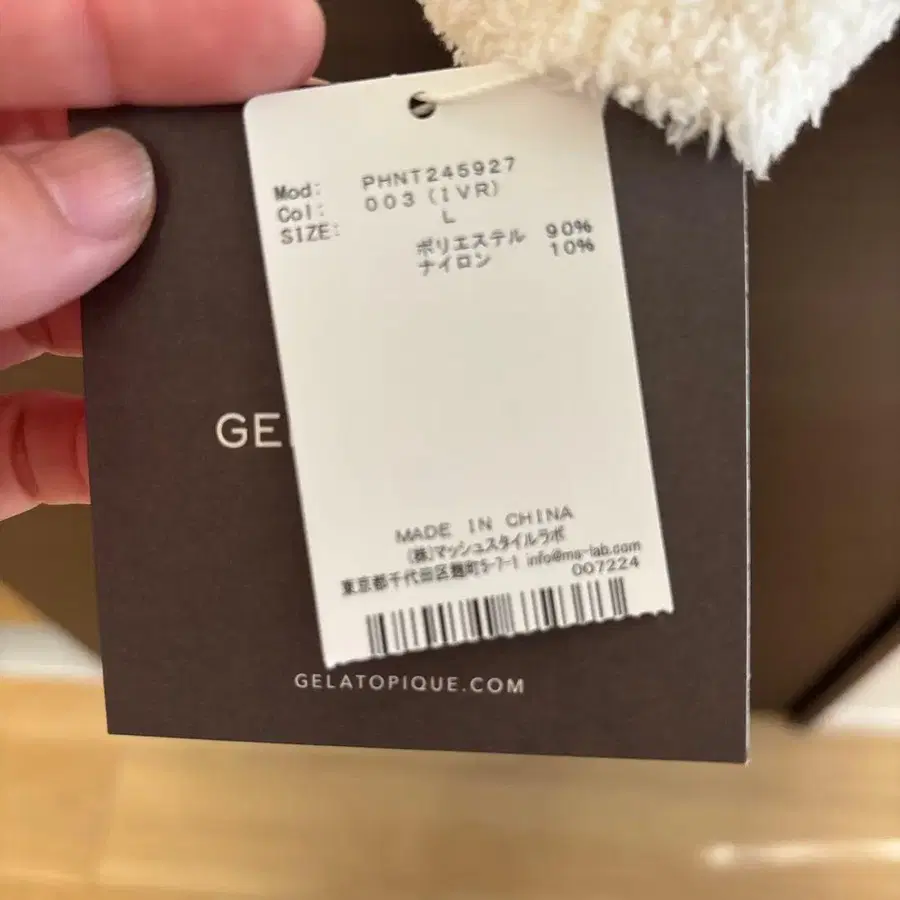 Mod: PHNT245927
Col: 003 (IVR)
SIZE: L
ポリエステル 90%
ナイロン 10%
GE
MADE IN CHINA
(株)マッシュスタイルラボ
東京都千代田区麹町5-7-1 info@ma-lab.com
007224
GELATOPIQUE.COM